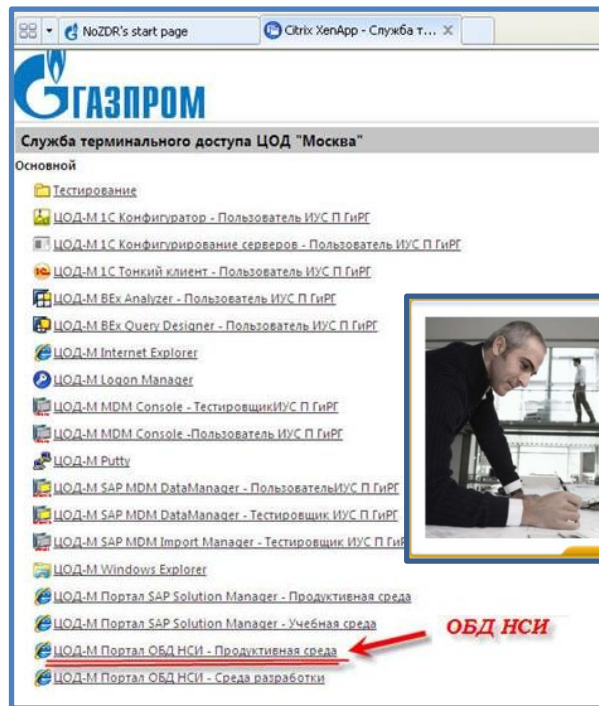 NoZDR's start page
Citrix XenApp - Служба т...
ГАЗПРОМ
Служба терминального доступа ЦОД "Москва"
Основной
Тестирование
ЦОД-М 1С Конфигуратор - Пользователь ИУС П ГиРГ
ЦОД-М 1С Конфигурирование серверов - Пользователь ИУС П ГиРГ
ЦОД-М 1С Тонкий клиент - Пользователь ИУС П ГиРГ
ЦОД-М BEx Analyzer - Пользователь ИУС П ГиРГ
ЦОД-М BEx Query Designer - Пользователь ИУС П ГиРГ
ЦОД-М Internet Explorer
ЦОД-М Logon Manager
ЦОД-М MDM Console - ТестировщикИУС П ГиРГ
ЦОД-М MDM Console -Пользователь ИУС П ГиРГ
ЦОД-М Putty
ЦОД-М SAP MDM DataManager - ПользовательИУС П ГиРГ
ЦОД-М SAP MDM DataManager - Тестировщик ИУС П ГиРГ
ЦОД-М SAP MDM Import Manager - Тестировщик ИУС П ГиРГ
ЦОД-М Windows Explorer
ЦОД-М Портал SAP Solution Manager - Продуктивная среда
ЦОД-М Портал SAP Solution Manager - Учебная среда
ОБД НСИ
ЦОД-М Портал ОБД НСИ - Продуктивная среда
ЦОД-М Портал ОБД НСИ - Среда разработки